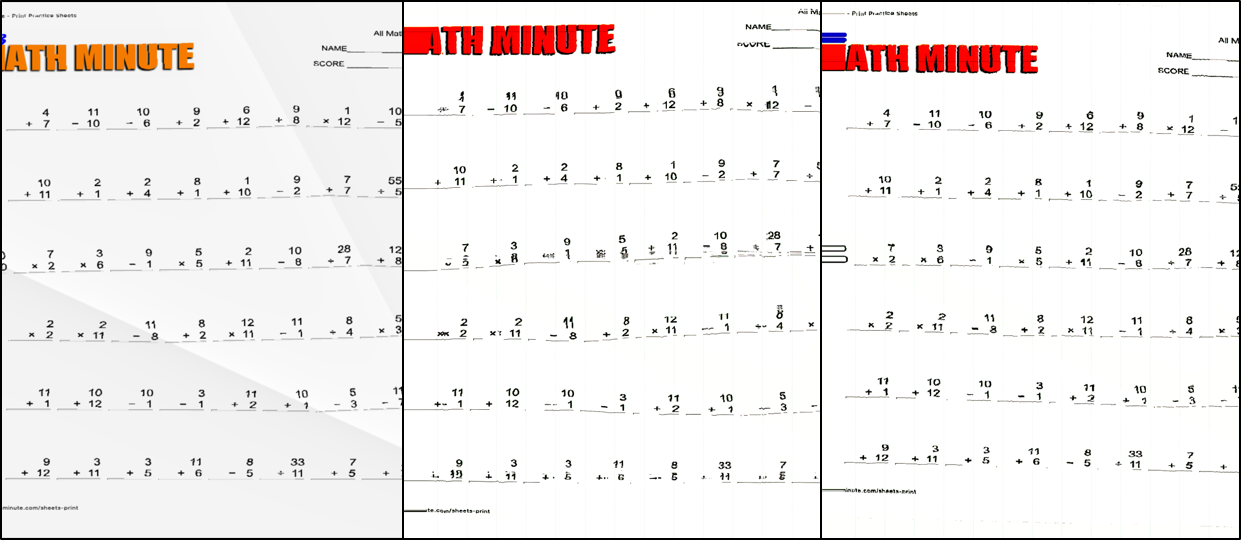 e - Print Practice Sheets
All Mat
ATH MINUTE
NAME
SCORE
4 11 10 9 6 9 1 10
+ 7 − 10 − 6 + 2 + 12 + 8 × 12 − 5
10 2 2 8 1 9 7 55
+ 11 + 1 + 4 + 1 + 10 − 2 + 7 ÷ 5
7 3 9 5 2 10 28 12
× 2 × 6 − 1 × 5 + 11 − 8 ÷ 7 + 8
2 2 11 8 12 11 8
× 2 × 11 − 8 ÷ 2 × 11 − 1 ÷ 4 × 3
11 10 10 3 11 10 5 11
+ 1 + 12 − 1 − 1 + 2 + 1 − 3 −
9 3 3 11 8 33 7
+ 12 + 11 + 5 + 6 − 5 ÷ 11 + 5 +
minute.com/sheets-print
All Mat
ATH MINUTE
NAME
11 10 9 6 9 1
7 − 10 − 6 + 2 + 12 + 8 × 12 −
10 2 2 8 1 9 7
+ 11 + 1 + 4 + 1 + 10 − 2 + 7 ÷
7 3 9 5 2 10 28
1 + 11 − 8 7 +
2 2 11 8 12 11 8
× 2 × 11 − 8 ÷ 2 × 11 − 1 ÷ 4 ×
11 10 10 3 11 10 5
+ 1 + 12 − 1 − 1 + 2 + 1 − 3
9 3 3 11 8 33 7
11 + 5 + 6 − 5 11
te.com/sheets-print
- Print Practice Sheets
All M
ATH MINUTE
NAME
SCORE
4 11 10 9 6 9 1 1
+ 7 − 10 − 6 + 2 + 12 + 8 × 12 −
10 2 2 8 1 9 7 55
+ 11 + 1 + 4 + 1 + 10 − 2 + 7 ÷ 5
7 3 9 5 2 10 28 12
× 2 × 6 − 1 × 5 + 11 − 8 ÷ 7 + 8
2 2 11 8 12 11 8
× 2 × 11 − 8 ÷ 2 × 11 − 1 ÷ 4 × 3
11 10 10 3 11 10 5 1
+ 1 + 12 − 1 − 1 + 2 + 1 − 3 −
9 3 3 11 8 33 7
+ 12 + 11 + 5 + 6 − 5 ÷ 11 + 5 +
minute.com/sheets-print